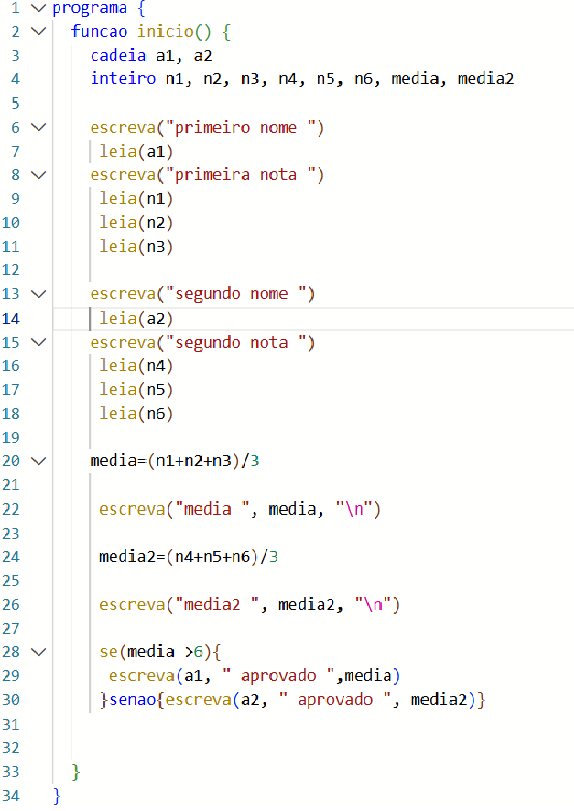 1 programa {
2 funcao inicio() {
3 cadeia a1, a2
4 inteiro n1, n2, n3, n4, n5, n6, media, media2
5
6 escreva("primeiro nome ")
7 leia(a1)
8 escreva("primeira nota ")
9 leia(n1)
10 leia(n2)
11 leia(n3)
12
13 escreva("segundo nome ")
14 leia(a2)
15 escreva("segundo nota ")
16 leia(n4)
17 leia(n5)
18 leia(n6)
19
20 media=(n1+n2+n3)/3
21
22 escreva("media ", media, "\n")
23
24 media2=(n4+n5+n6)/3
25
26 escreva("media2 ", media2, "\n")
27
28 se(media >6){
29 escreva(a1, " aprovado ",media)
30 }senao{escreva(a2, " aprovado ", media2)}
31
32
33 }
34 }